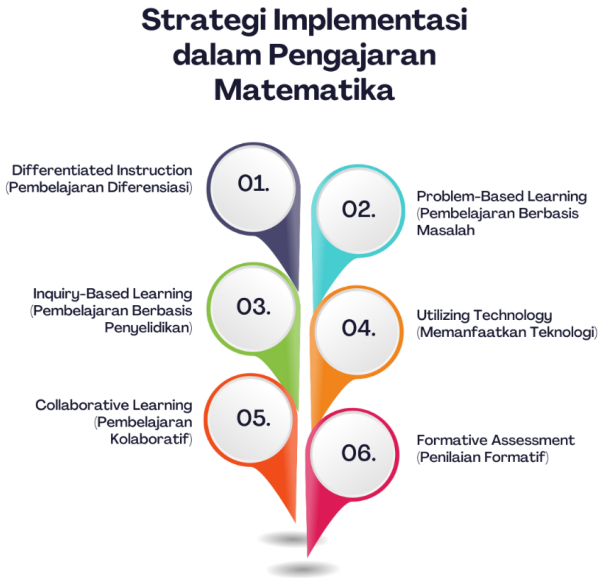 Strategi Implementasi
dalam Pengajaran
Matematika
Differentiated Instruction
(Pembelajaran Diferensiasi)
01.
02.
Problem-Based Learning
(Pembelajaran Berbasis
Masalah
Inquiry-Based Learning
(Pembelajaran Berbasis
Penyelidikan)
03.
04.
Utilizing Technology
(Memanfaatkan Teknologi)
Collaborative Learning
(Pembelajaran
Kolaboratif)
05.
06.
Formative Assessment
(Penilaian Formatif)